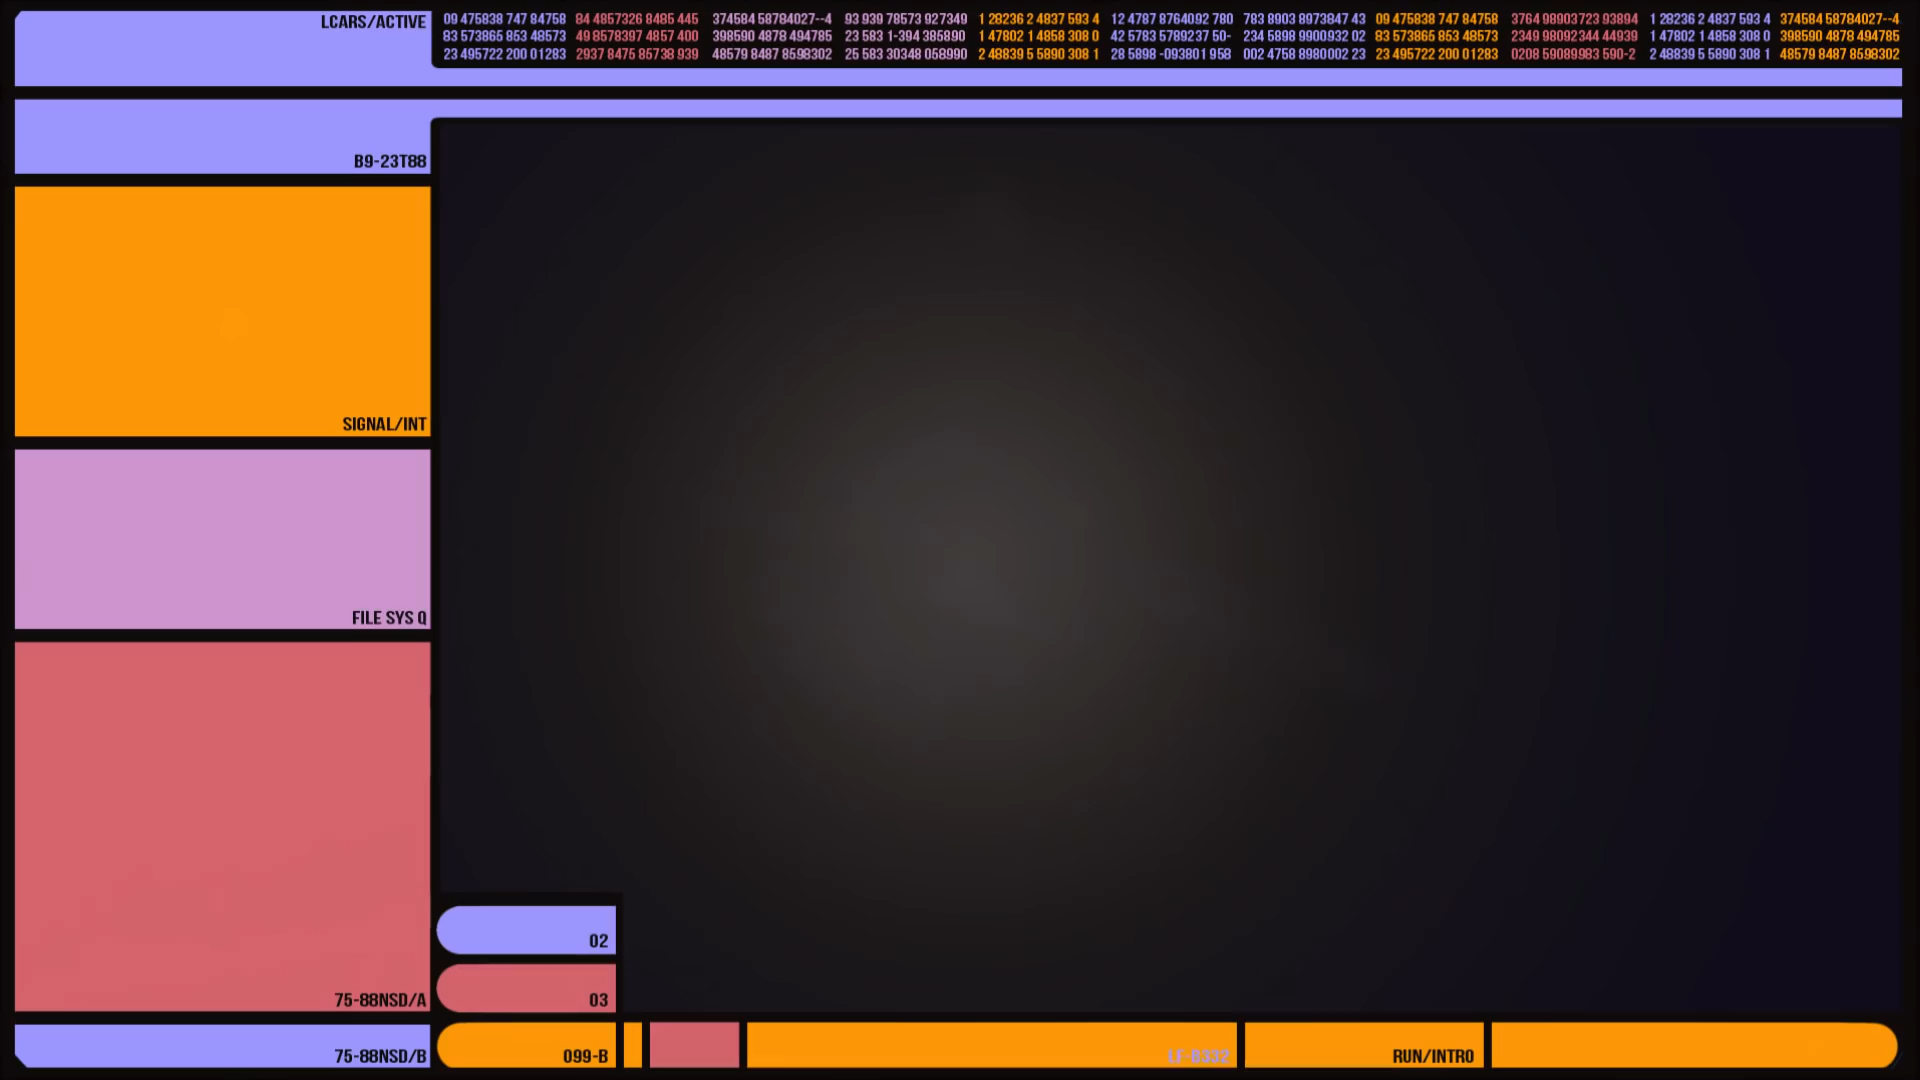 LCARS/ACTIVE
09 475838 747 84758 84 4857326 8485 445 374584 58784027--4 93 939 78573 927349 1 28236 2 4837 593 4 12 4787 8764092 780 783 8903 8973847 43 09 475838 747 84758 3764 98903723 93894 1 28236 2 4837 593 4 374584 58784027--4
83 573865 853 48573 49 8578397 4857 400 398590 4878 494785 23 583 1-394 385890 1 47802 1 4858 308 0 42 5783 5789237 50- 234 5898 9900932 02 83 573865 853 48573 2349 98092344 44939 1 47802 1 4858 308 0 398590 4878 494785
23 495722 200 01283 2937 8475 85738 939 48579 8487 8598302 25 583 30348 058990 2 48839 5 5890 308 1 28 5898 -093801 958 002 4758 8980002 23 23 495722 200 01283 0208 59089983 590-2 2 48839 5 5890 308 1 48579 8487 8598302
B9-23T88
SIGNAL/INT
FILE SYS Q
02
75-88NSD/A
03
75-88NSD/B
099-B
LF-B332
RUN/INTRO